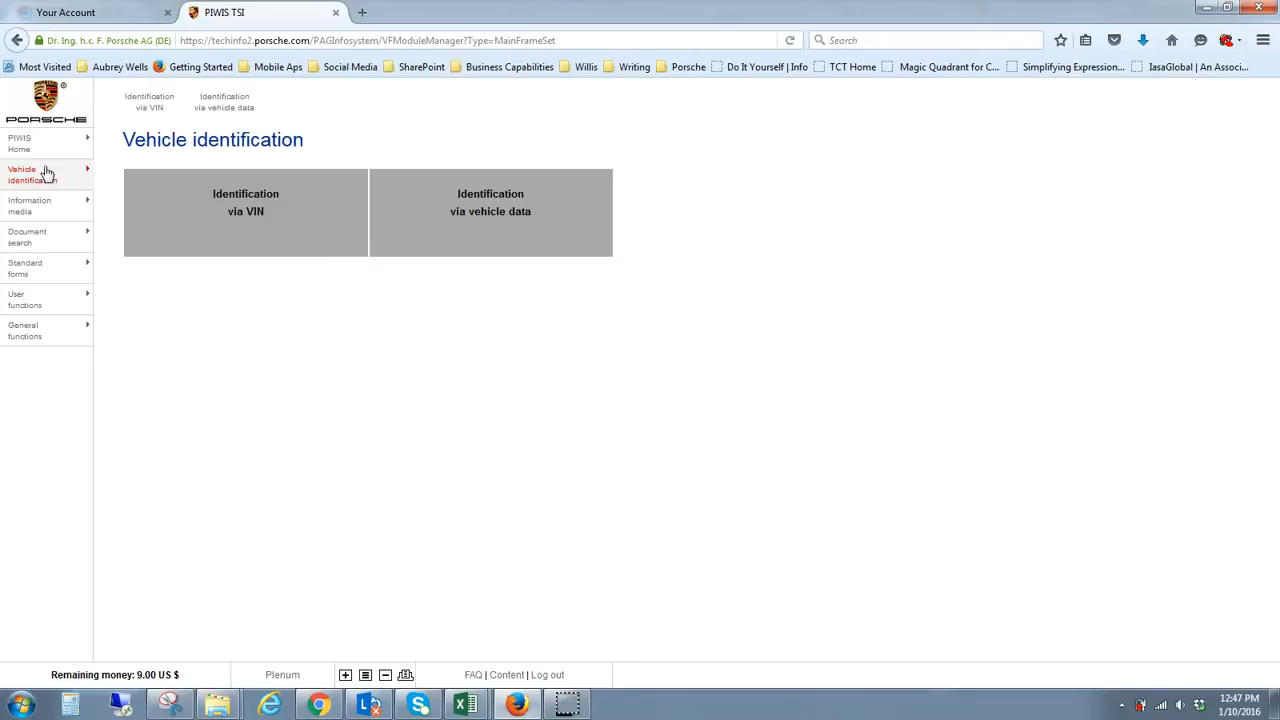 Your Account
PIWIS TSI
Dr. Ing. h.c. F. Porsche AG (DE)
https://techinfo2.porsche.com/PAGInfosystem/VFModuleManager?Type=MainFrameSet
Search
Most Visited
Aubrey Wells
Getting Started
Mobile Aps
Social Media
SharePoint
Business Capabilities
Willis
Writing
Porsche
Do It Yourself | Info
TCT Home
Magic Quadrant for C...
Simplifying Expression...
IasaGlobal | An Associ...
PORSCHE
Identification
via VIN
Identification
via vehicle data
Vehicle identification
PIWIS
Home
Vehicle
identification
Information
media
Document
search
Standard
forms
User
functions
General
functions
Identification
via VIN
Identification
via vehicle data
Remaining money: 9.00 US $
Plenum
FAQ | Content | Log out
12:47 PM
1/10/2016